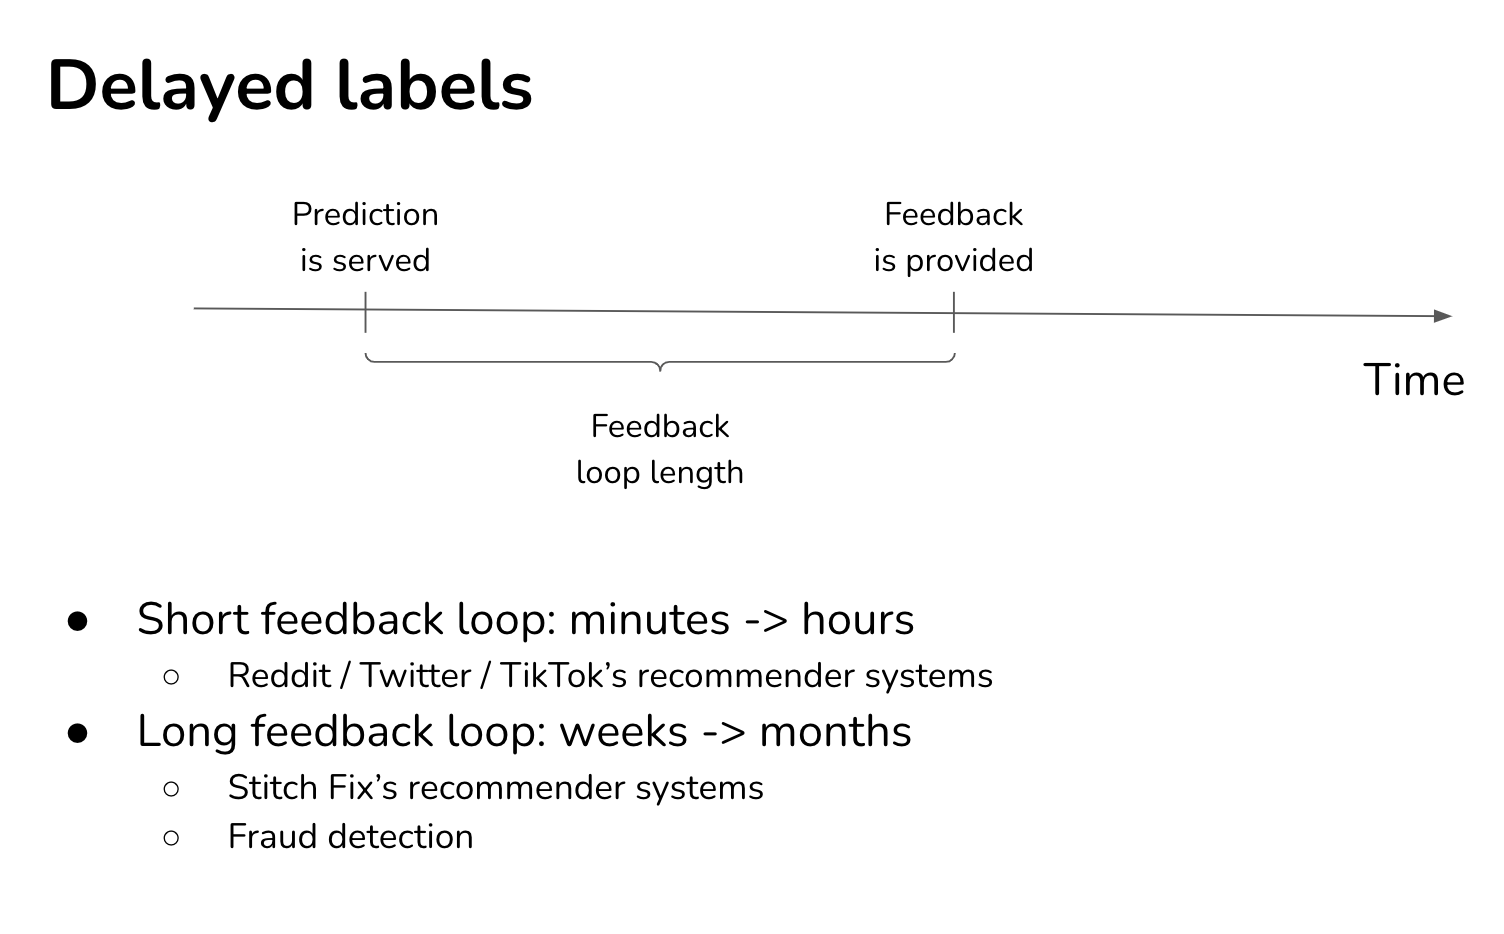 Delayed labels
Prediction
is served
Feedback
is provided
Time
Feedback
loop length
● Short feedback loop: minutes -> hours
○ Reddit / Twitter / TikTok’s recommender systems
● Long feedback loop: weeks -> months
○ Stitch Fix’s recommender systems
○ Fraud detection